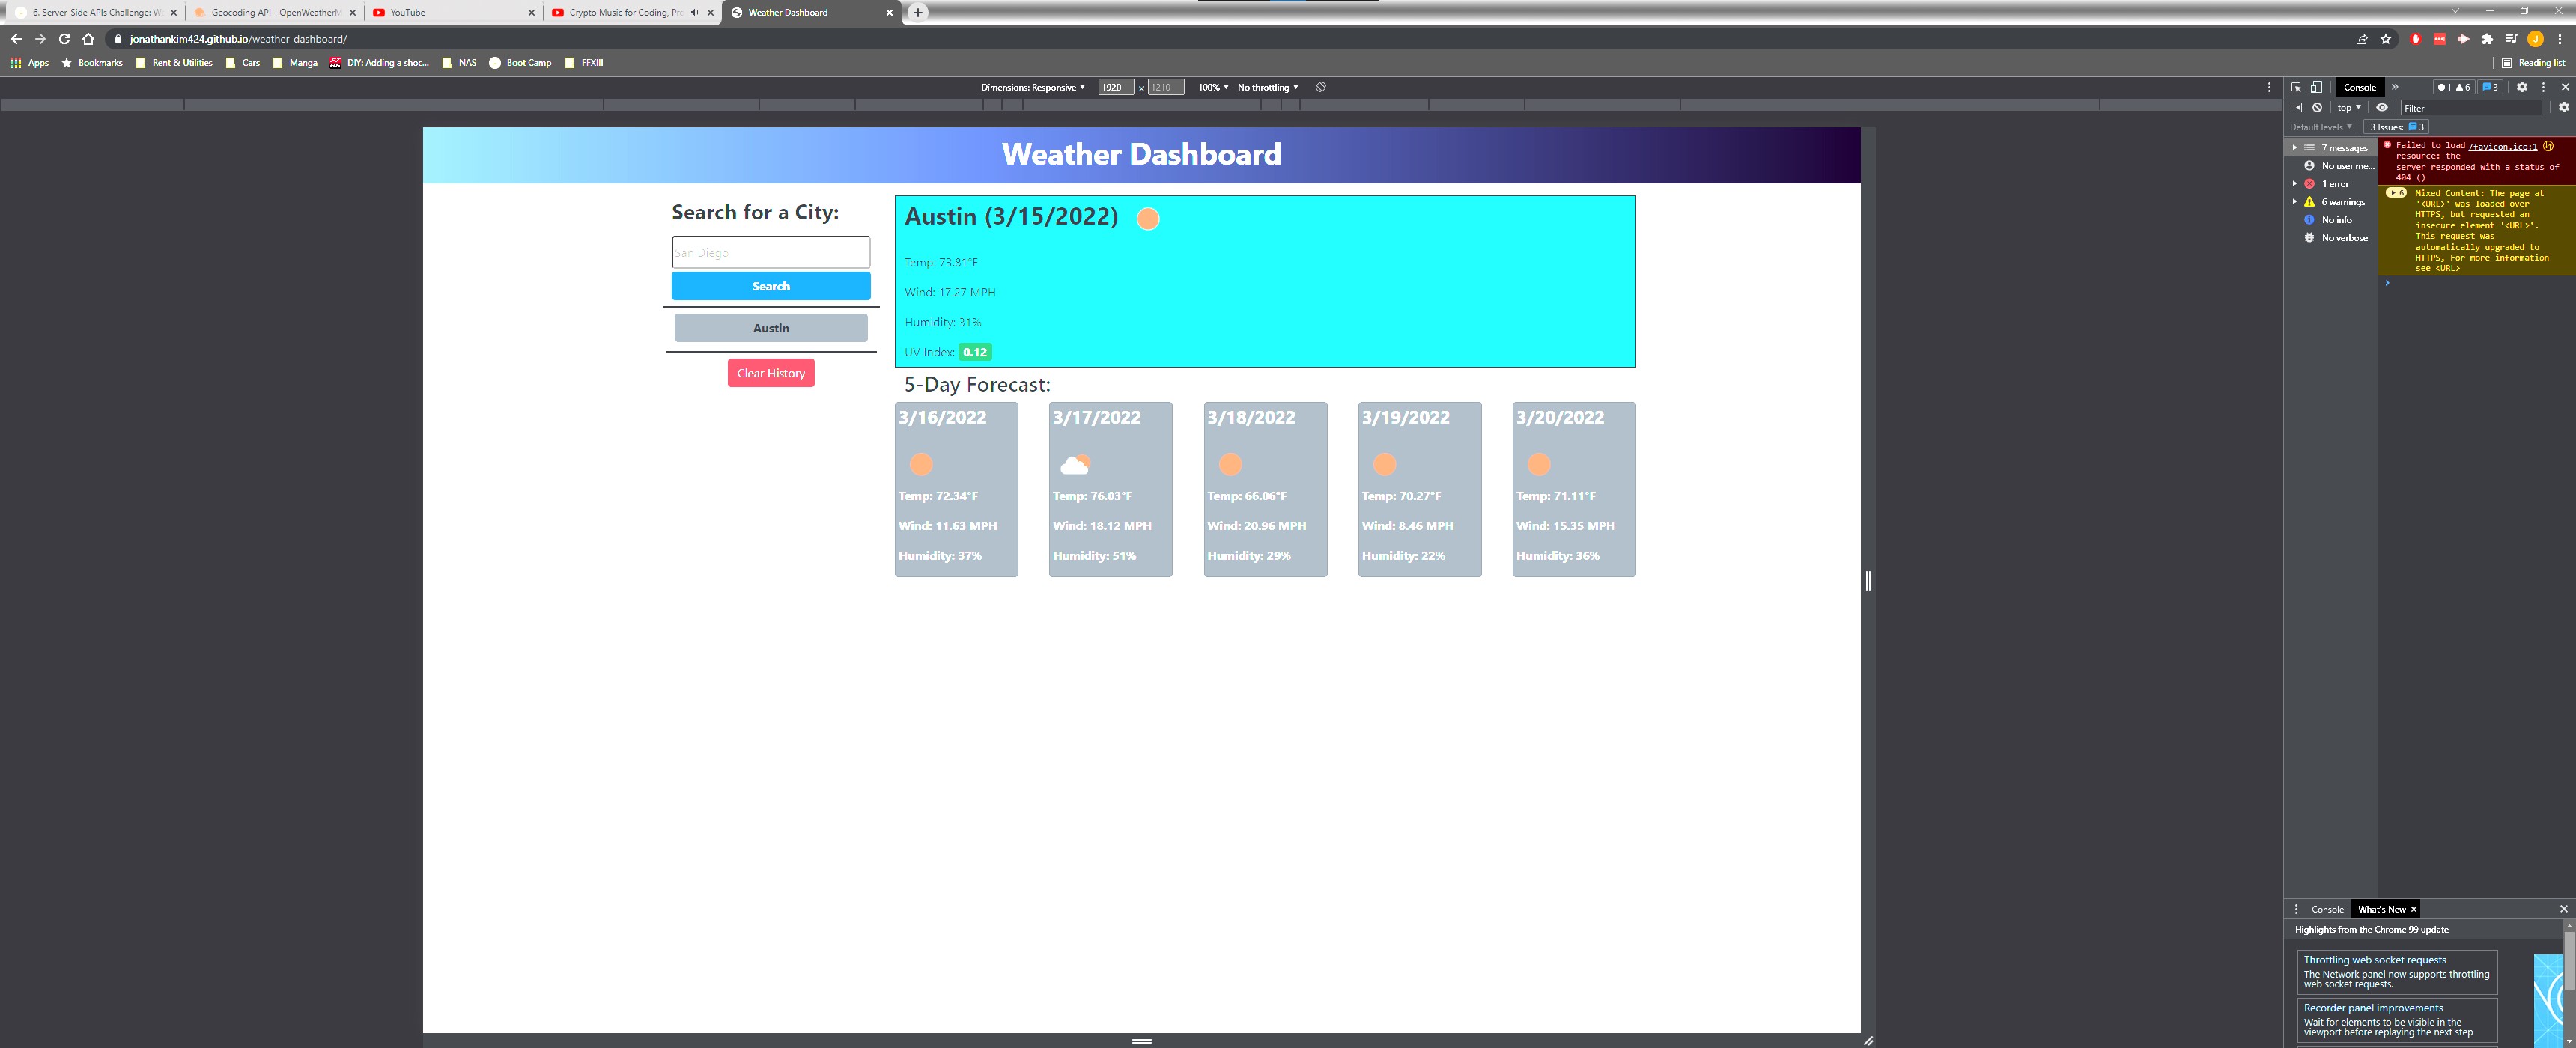 6. Server-Side APIs Challenge: We
Geocoding API - OpenWeatherM
YouTube
Crypto Music for Coding, Pro
Weather Dashboard
jonathankim424.github.io/weather-dashboard/
Apps
Bookmarks
Rent & Utilities
Cars
Manga
DIY: Adding a shoc...
NAS
Boot Camp
FFXIII
Reading list
Dimensions: Responsive
1920
×
1210
100%
No throttling
Console
1
6
3
top
Filter
Default levels
3 Issues:
3
7 messages
No user me...
1 error
6 warnings
No info
No verbose
Failed to load /favicon.ico:1
resource: the
server responded with a status of
404 ()
6
Mixed Content: The page at
'<URL>' was loaded over
HTTPS, but requested an
insecure element '<URL>'.
This request was
automatically upgraded to
HTTPS, For more information
see <URL>
Weather Dashboard
Search for a City:
San Diego
Search
Austin
Clear History
Austin (3/15/2022)
Temp: 73.81°F
Wind: 17.27 MPH
Humidity: 31%
UV Index: 0.12
5-Day Forecast:
3/16/2022
Temp: 72.34°F
Wind: 11.63 MPH
Humidity: 37%
3/17/2022
Temp: 76.03°F
Wind: 18.12 MPH
Humidity: 51%
3/18/2022
Temp: 66.06°F
Wind: 20.96 MPH
Humidity: 29%
3/19/2022
Temp: 70.27°F
Wind: 8.46 MPH
Humidity: 22%
3/20/2022
Temp: 71.11°F
Wind: 15.35 MPH
Humidity: 36%
Console
What's New
Highlights from the Chrome 99 update
Throttling web socket requests
The Network panel now supports throttling
web socket requests.
Recorder panel improvements
Wait for elements to be visible in the
viewport before replaying the next step